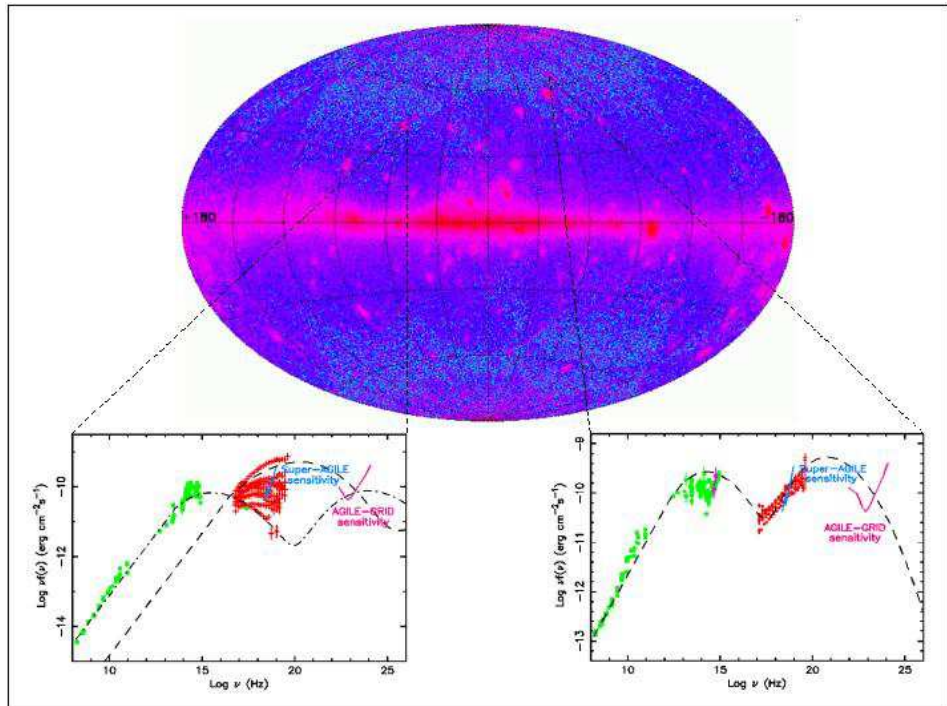 -180
-180
-10
-12
-14
Log νf(ν) (erg cm⁻²s⁻¹)
Super-AGILE
sensitivity
AGILE-GRID
sensitivity
10
15
20
25
Log ν (Hz)
-9
-10
-11
-12
-13
Log νf(ν) (erg cm⁻²s⁻¹)
Super-AGILE
sensitivity
AGILE-GRID
sensitivity
10
15
20
25
Log ν (Hz)